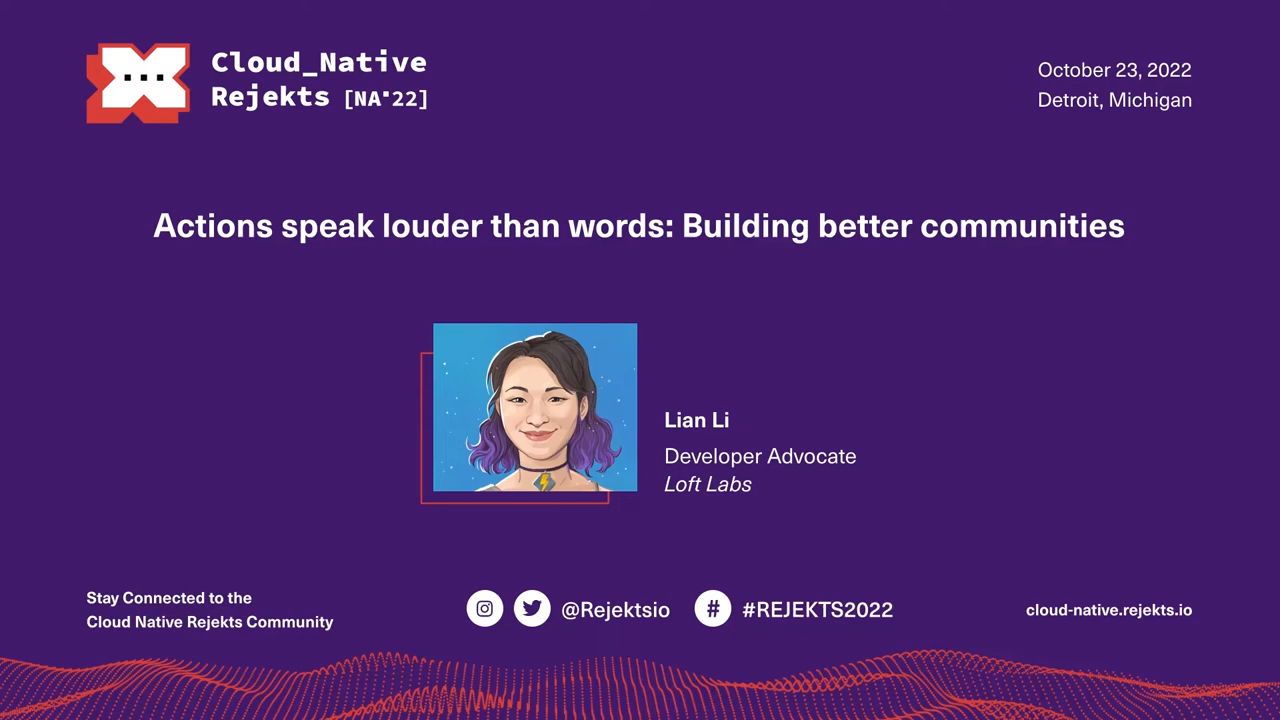 Cloud_Native
Rejekts [NA'22]
October 23, 2022
Detroit, Michigan
Actions speak louder than words: Building better communities
Lian Li
Developer Advocate
Loft Labs
Stay Connected to the
Cloud Native Rejekts Community
@Rejektsio
# #REJEKTS2022
cloud-native.rejekts.io